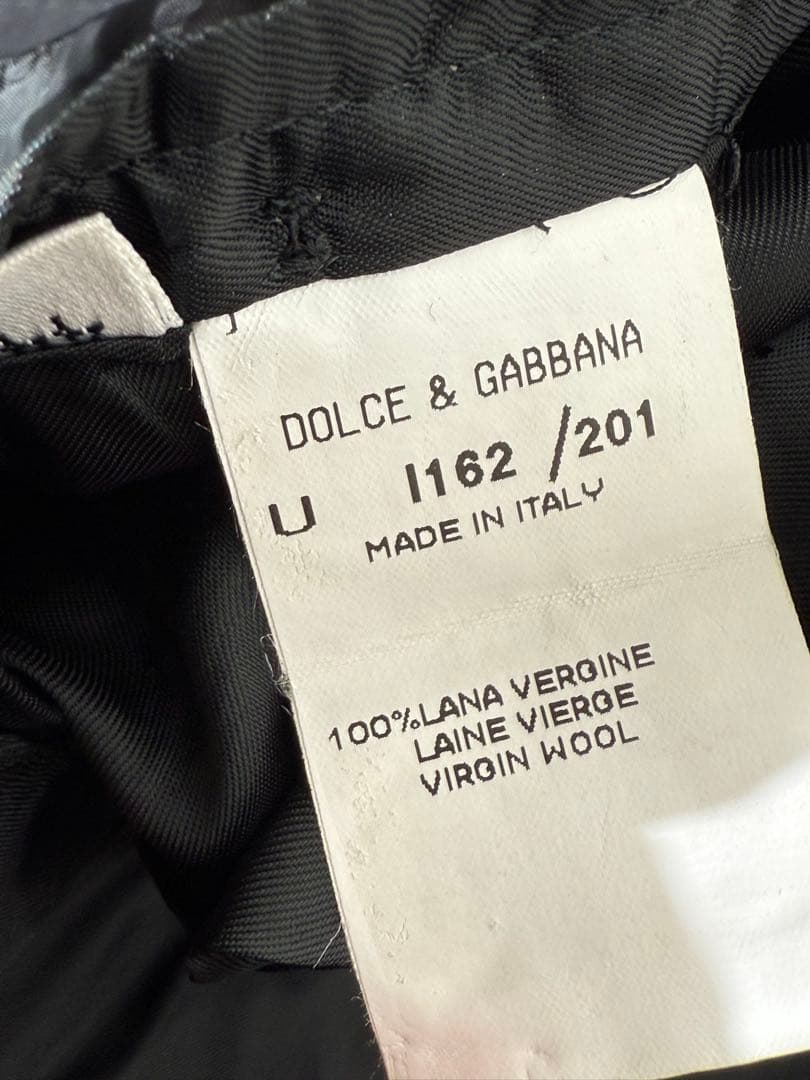 DOLCE & GABBANA
U I162 /201
MADE IN ITALY
100%LANA VERGINE
LAINE VIERGE
VIRGIN WOOL